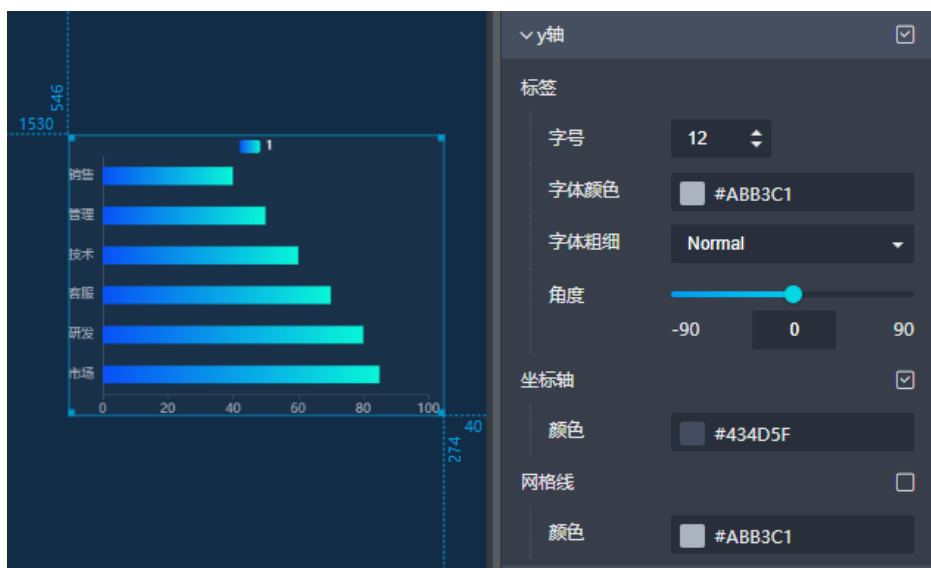 546
1530
1
销售
管理
技术
客服
研发
市场
0 20 40 60 80 100
40
274
y轴
标签
字号 12
字体颜色 #ABB3C1
字体粗细 Normal
角度
-90 0 90
坐标轴
颜色 #434D5F
网格线
颜色 #ABB3C1